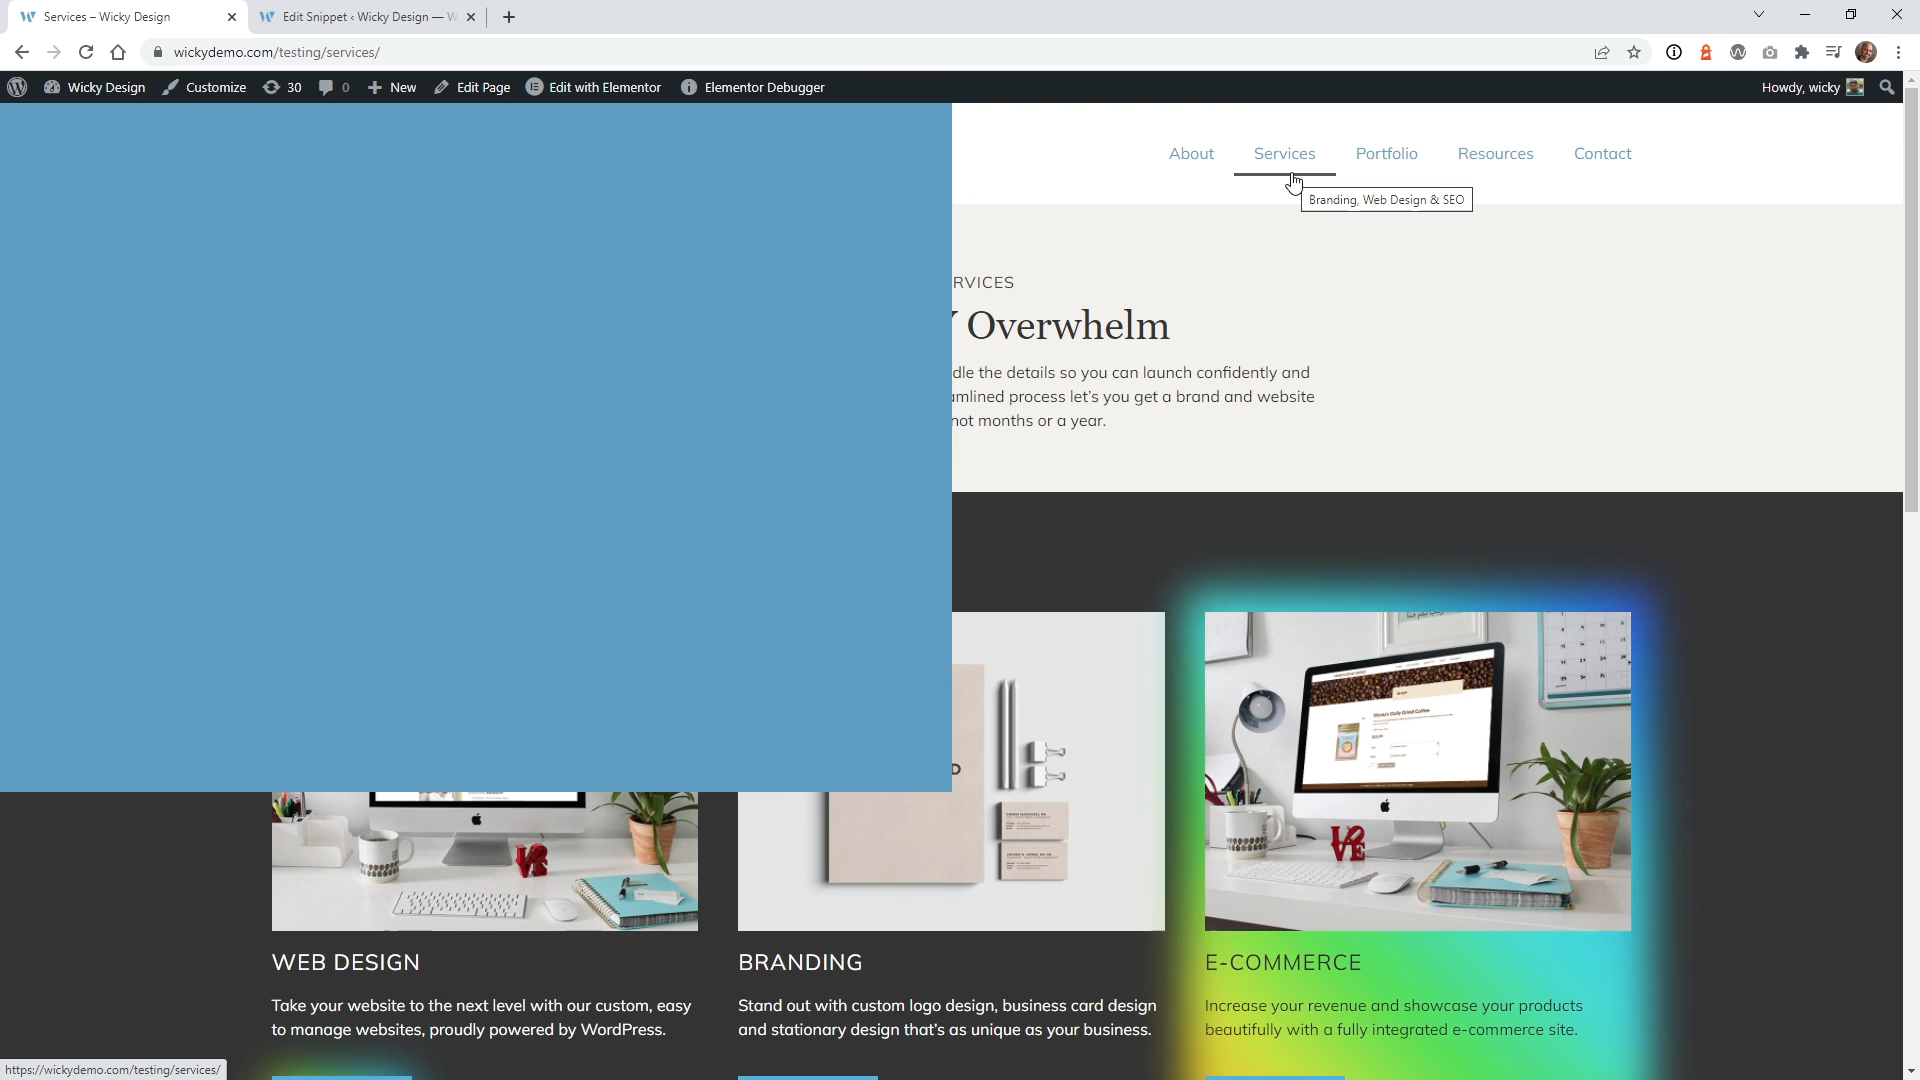 Services – Wicky Design
Edit Snippet ‹ Wicky Design — W
wickydemo.com/testing/services/
Wicky Design
Customize
30
0
New
Edit Page
Edit with Elementor
Elementor Debugger
Howdy, wicky
About
Services
Portfolio
Resources
Contact
Branding, Web Design & SEO
RVICES
Overwhelm
dle the details so you can launch confidently and
mlined process let's you get a brand and website
not months or a year.
LOVE
LOVE
WEB DESIGN
Take your website to the next level with our custom, easy
to manage websites, proudly powered by WordPress.
BRANDING
Stand out with custom logo design, business card design
and stationary design that's as unique as your business.
E-COMMERCE
Increase your revenue and showcase your products
beautifully with a fully integrated e-commerce site.
https://wickydemo.com/testing/services/